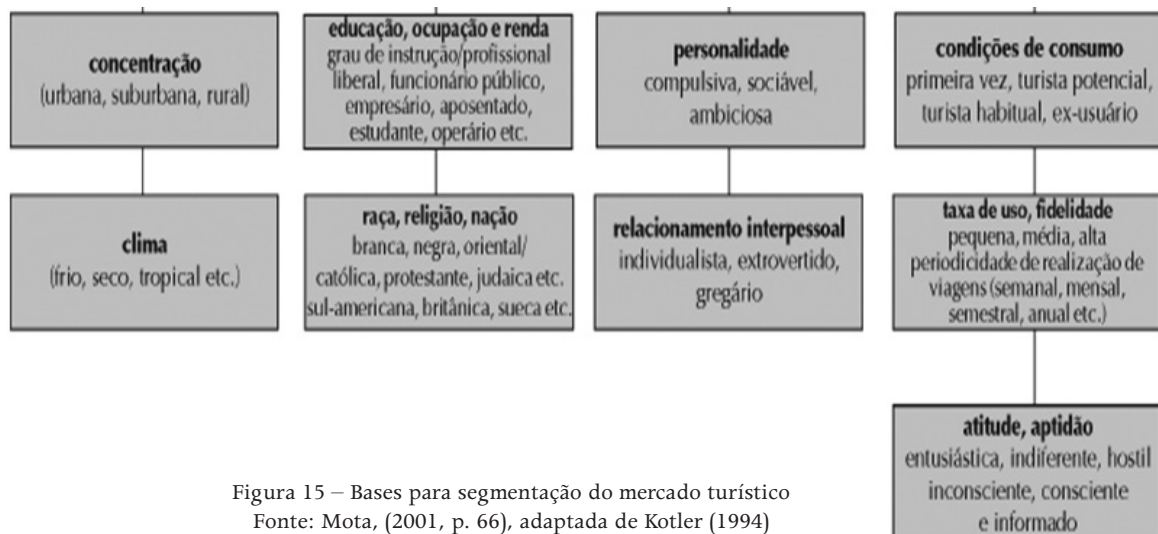 concentração
(urbana, suburbana, rural)
clima
(frio, seco, tropical etc.)
educação, ocupação e renda
grau de instrução/profissional
liberal, funcionário público,
empresário, aposentado,
estudante, operário etc.
raça, religião, nação
branca, negra, oriental/
católica, protestante, judaica etc.
sul-americana, britânica, sueca etc.
personalidade
compulsiva, sociável,
ambiciosa
relacionamento interpessoal
individualista, extrovertido,
gregário
condições de consumo
primeira vez, turista potencial,
turista habitual, ex-usuário
taxa de uso, fidelidade
pequena, média, alta
periodicidade de realização de
viagens (semanal, mensal,
semestral, anual etc.)
atitude, aptidão
entusiástica, indiferente, hostil
inconsciente, consciente
e informado
Figura 15 – Bases para segmentação do mercado turístico
Fonte: Mota, (2001, p. 66), adaptada de Kotler (1994)